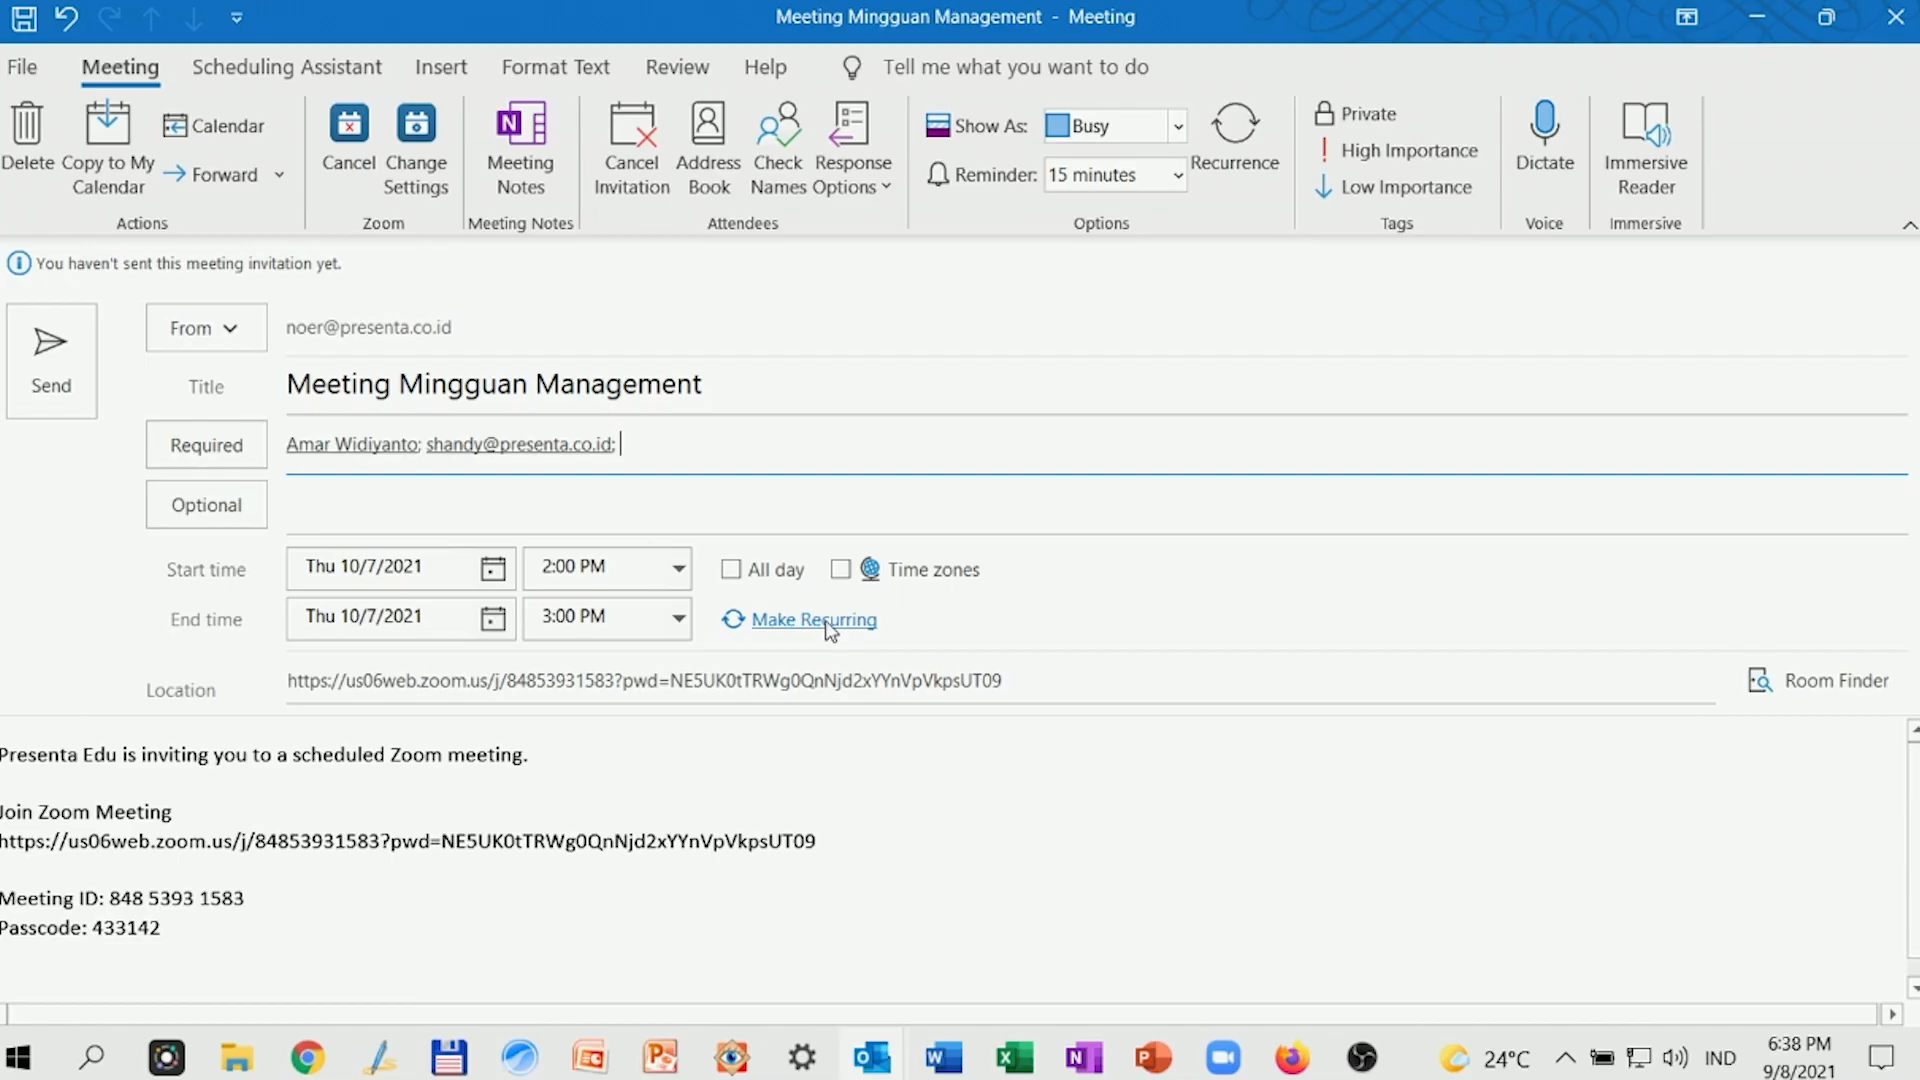 Meeting Mingguan Management - Meeting
File Meeting Scheduling Assistant Insert Format Text Review Help Tell me what you want to do
Delete
Copy to My
Calendar
Calendar
Forward
Actions
Cancel
Change
Settings
Zoom
Meeting
Notes
Meeting Notes
Cancel
Invitation
Address
Book
Check
Names
Response
Options
Attendees
Show As: Busy
Reminder: 15 minutes
Recurrence
Options
Private
High Importance
Low Importance
Tags
Dictate
Voice
Immersive
Reader
Immersive
You haven't sent this meeting invitation yet.
Send
From noer@presenta.co.id
Title Meeting Mingguan Management
Required Amar Widiyanto; shandy@presenta.co.id;
Optional
Start time Thu 10/7/2021 2:00 PM All day Time zones
End time Thu 10/7/2021 3:00 PM Make Recurring
Location https://us06web.zoom.us/j/84853931583?pwd=NE5UK0tTRWg0QnNjd2xYYnVpVkpsUT09 Room Finder
Presenta Edu is inviting you to a scheduled Zoom meeting.
Join Zoom Meeting
https://us06web.zoom.us/j/84853931583?pwd=NE5UK0tTRWg0QnNjd2xYYnVpVkpsUT09
Meeting ID: 848 5393 1583
Passcode: 433142
24°C IND 6:38 PM
9/8/2021